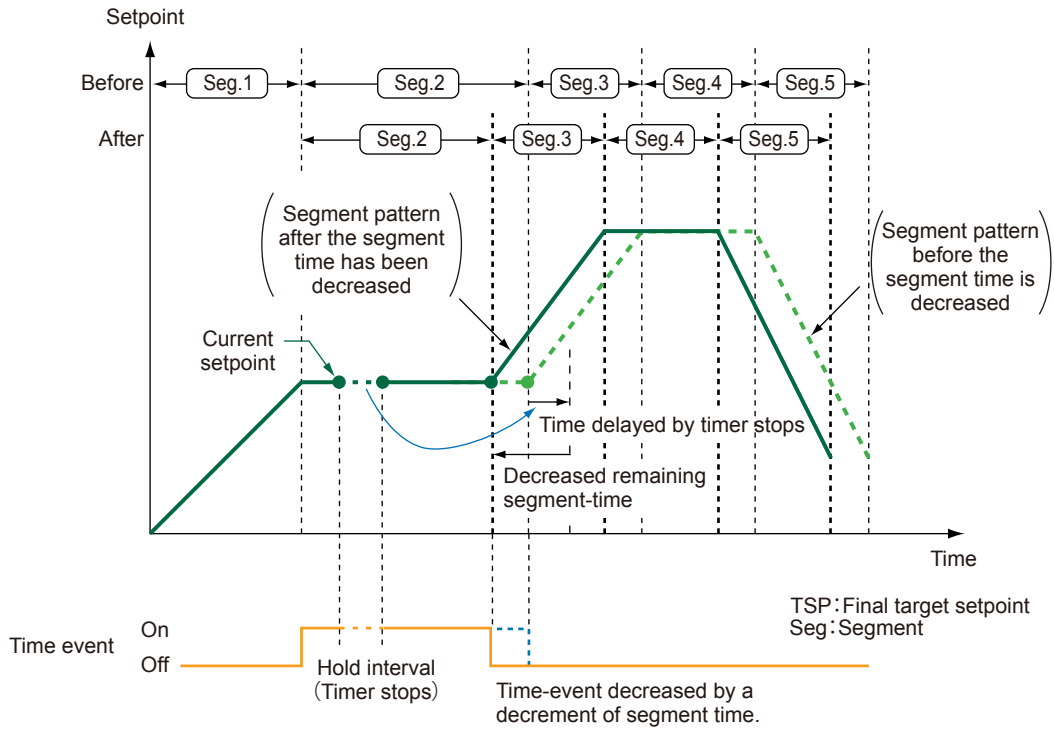 Setpoint
Before
Seg.1
Seg.2
Seg.3
Seg.4
Seg.5
After
Seg.2
Seg.3
Seg.4
Seg.5
Segment pattern
after the segment
time has been
decreased
Segment pattern
before the
segment time is
decreased
Current
setpoint
Time delayed by timer stops
Decreased remaining
segment-time
Time
TSP:Final target setpoint
Seg:Segment
Time event
On
Off
Hold interval
(Timer stops)
Time-event decreased by a
decrement of segment time.